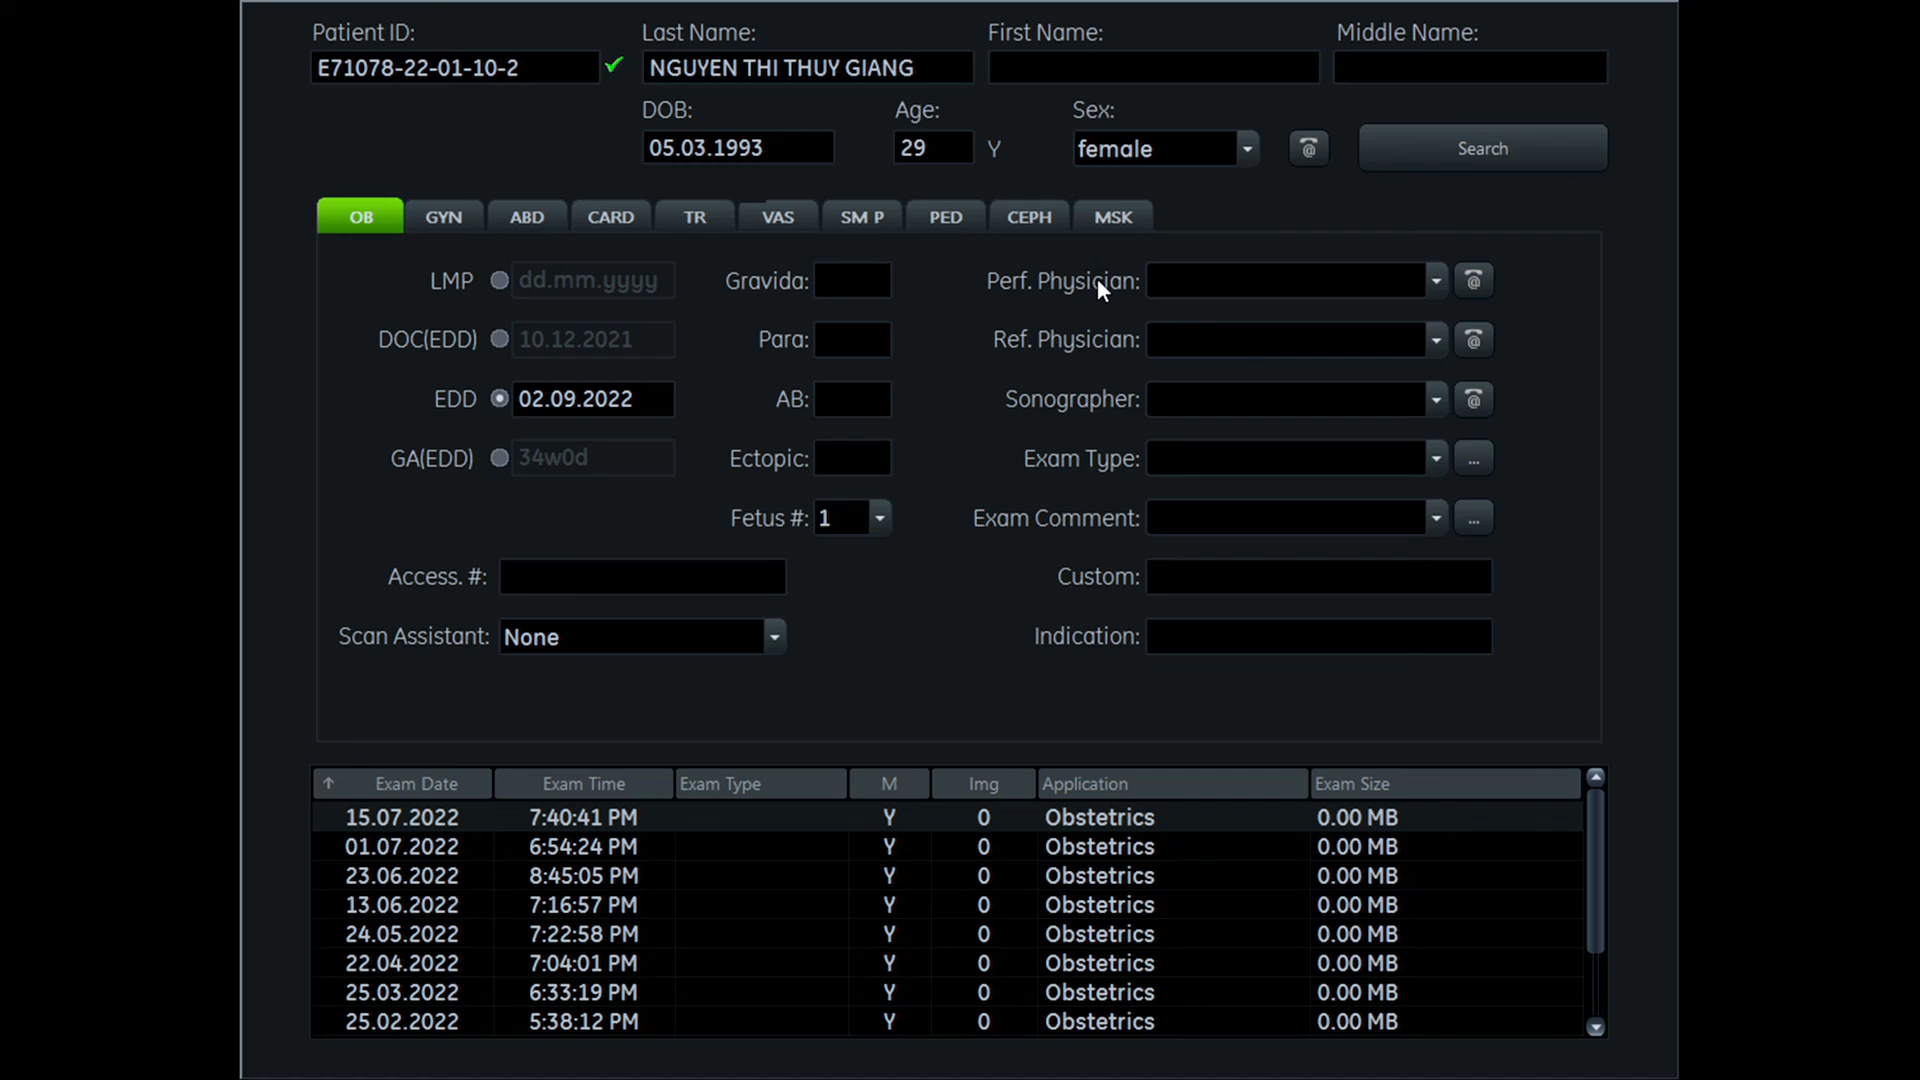 Patient ID: Last Name: First Name: Middle Name:
E71078-22-01-10-2 NGUYEN THI THUY GIANG
DOB: Age: Sex:
05.03.1993 29 Y female Search
OB GYN ABD CARD TR VAS SM P PED CEPH MSK
LMP dd.mm.yyyy Gravida: Perf. Physician:
DOC(EDD) 10.12.2021 Para: Ref. Physician:
EDD 02.09.2022 AB: Sonographer:
GA(EDD) 34w0d Ectopic: Exam Type: ...
Fetus #: 1 Exam Comment: ...
Access. #: Custom:
Scan Assistant: None Indication:
Exam Date Exam Time Exam Type M Img Application Exam Size
15.07.2022 7:40:41 PM Y 0 Obstetrics 0.00 MB
01.07.2022 6:54:24 PM Y 0 Obstetrics 0.00 MB
23.06.2022 8:45:05 PM Y 0 Obstetrics 0.00 MB
13.06.2022 7:16:57 PM Y 0 Obstetrics 0.00 MB
24.05.2022 7:22:58 PM Y 0 Obstetrics 0.00 MB
22.04.2022 7:04:01 PM Y 0 Obstetrics 0.00 MB
25.03.2022 6:33:19 PM Y 0 Obstetrics 0.00 MB
25.02.2022 5:38:12 PM Y 0 Obstetrics 0.00 MB